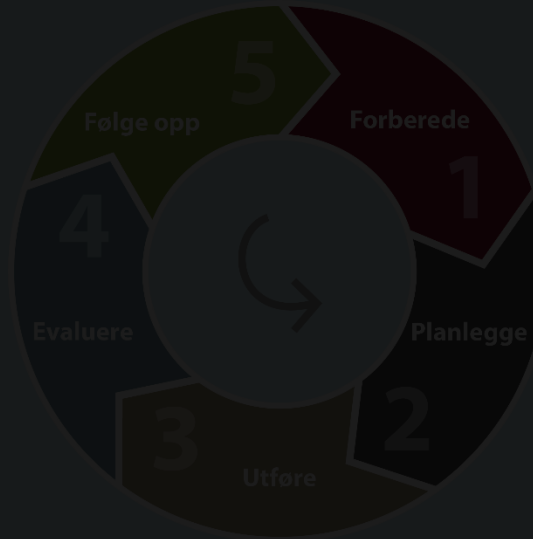 1
Forberede
2
Planlegge
3
Utføre
4
Evaluere
5
Følge opp